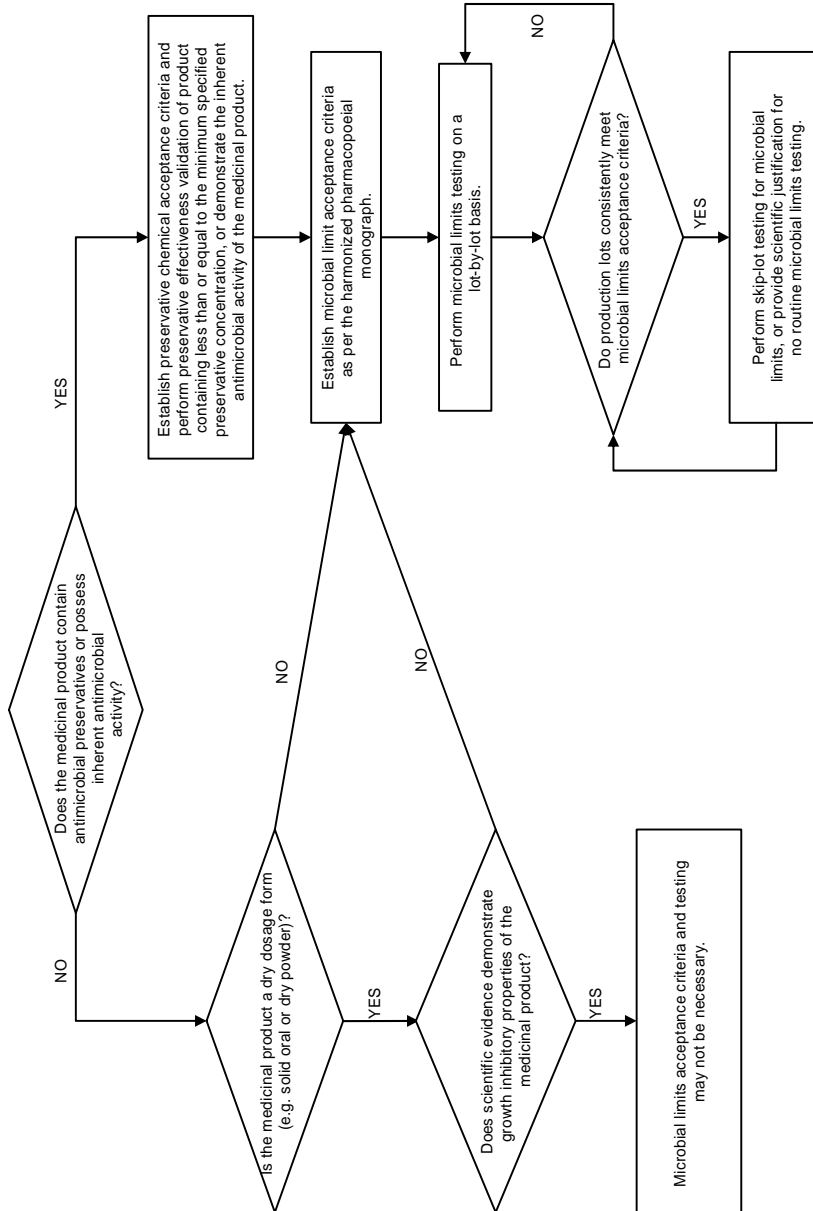 Does the medicinal product contain
antimicrobial preservatives or possess
inherent antimicrobial
activity?
NO
YES
Is the medicinal product a dry dosage form
(e.g. solid oral or dry powder)?
NO
YES
Does scientific evidence demonstrate
growth inhibitory properties of the
medicinal product?
NO
YES
Microbial limits acceptance criteria and testing
may not be necessary.
Establish preservative chemical acceptance criteria and
perform preservative effectiveness validation of product
containing less than or equal to the minimum specified
preservative concentration, or demonstrate the inherent
antimicrobial activity of the medicinal product.
Establish microbial limit acceptance criteria
as per the harmonized pharmacopoeial
monograph.
Perform microbial limits testing on a
lot-by-lot basis.
NO
Do production lots consistently meet
microbial limits acceptance criteria?
YES
Perform skip-lot testing for microbial
limits, or provide scientific justification for
no routine microbial limits testing.